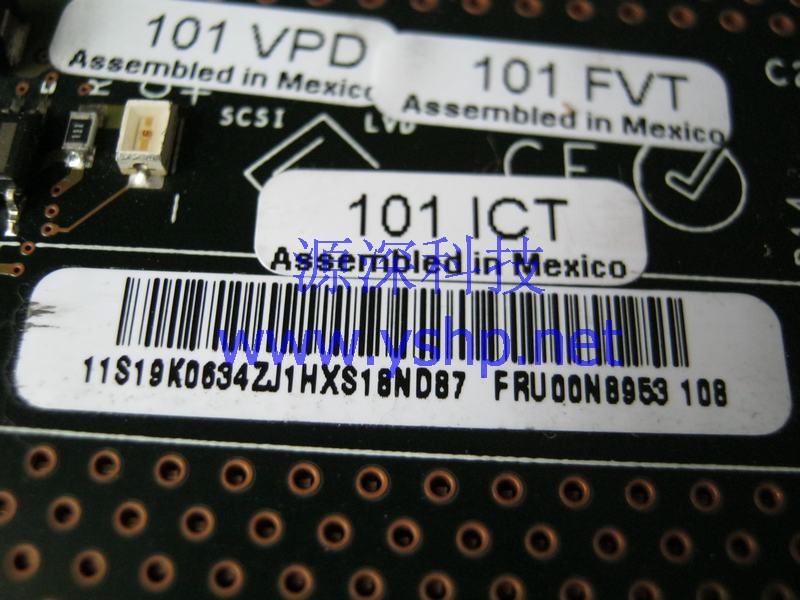 101 VPD
Assembled in Mexico
101 FVT
Assembled in Mexico
SCSI LVD
CE
101 ICT
Assembled in Mexico
源深科技
www.yshp.net
11S19K0634ZJ1HXS18ND87 FRU00N8953 108